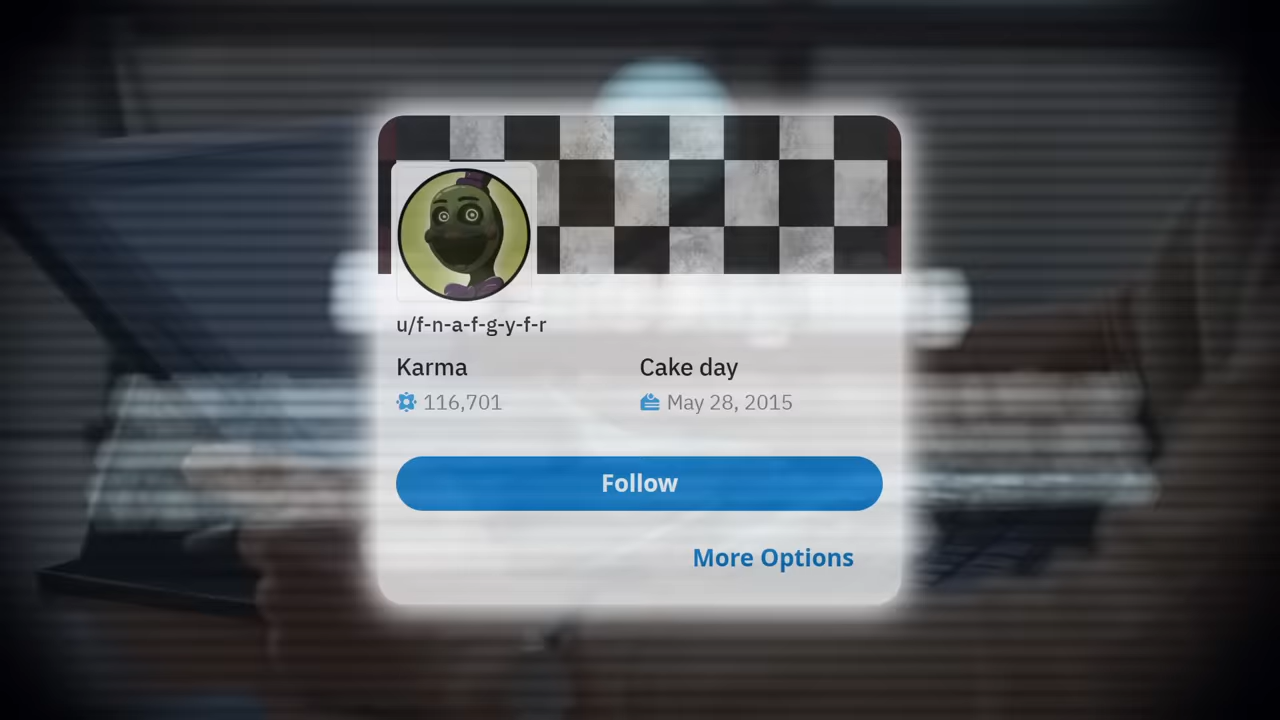 u/f-n-a-f-g-y-f-r
Karma
Cake day
116,701
May 28, 2015
Follow
More Options